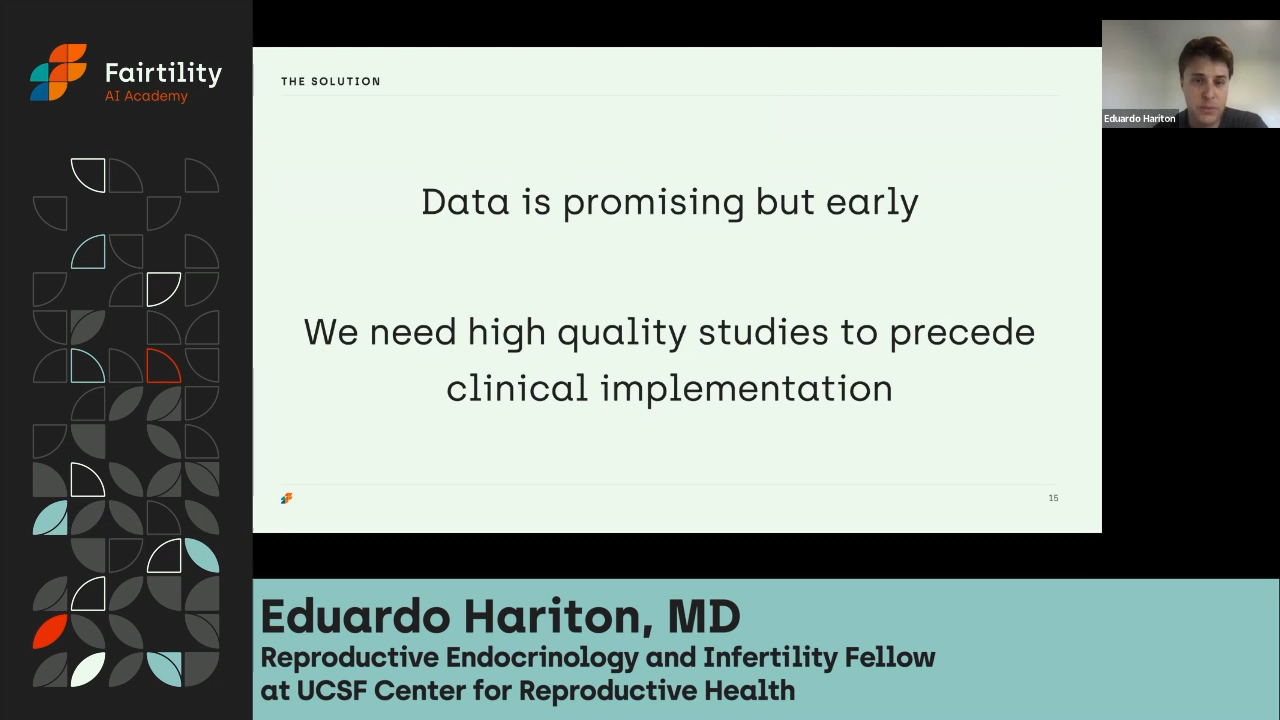 Fairtility
AI Academy
THE SOLUTION
Data is promising but early
We need high quality studies to precede
clinical implementation
15
Eduardo Hariton
Eduardo Hariton, MD
Reproductive Endocrinology and Infertility Fellow
at UCSF Center for Reproductive Health